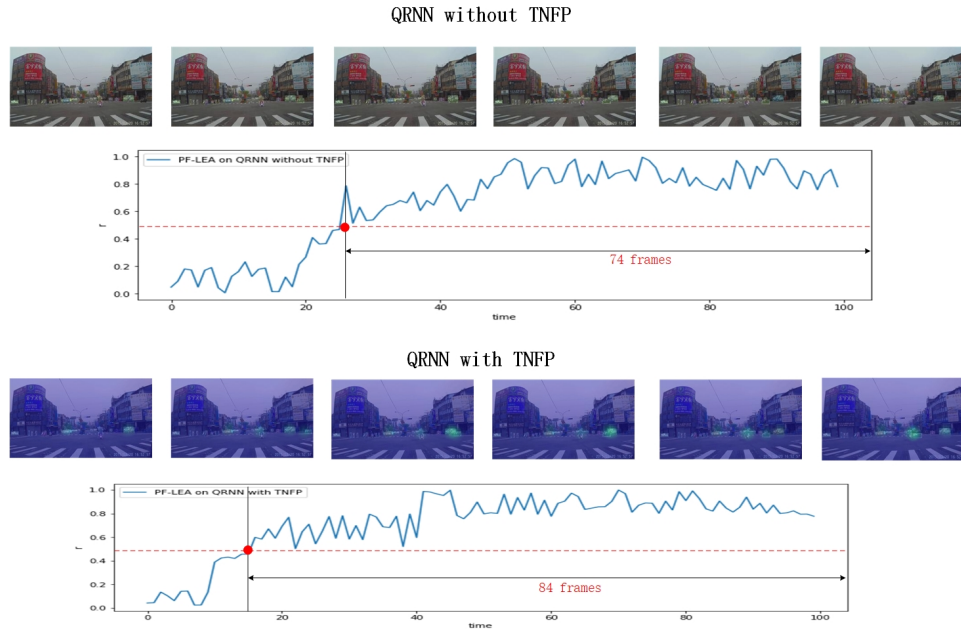 QRNN without TNFP
1.0
PF-LEA on QRNN without TNFP
0.8
0.6
r
0.4
0.2
0.0
74 frames
0 20 40 60 80 100
time
QRNN with TNFP
1.0
PF-LEA on QRNN with TNFP
0.8
0.6
r
0.4
0.2
0.0
84 frames
0 20 40 60 80 100
time